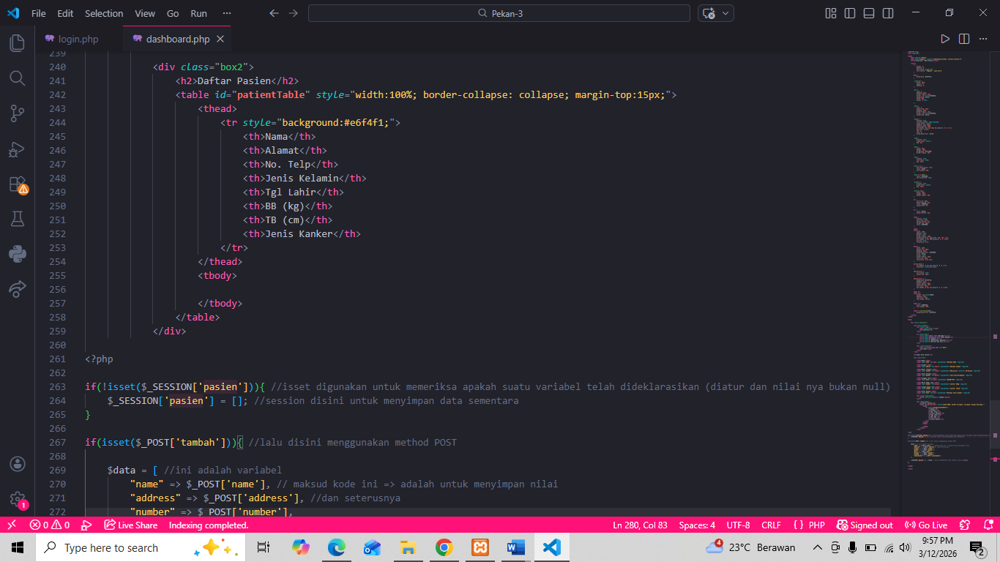 File Edit Selection View Go Run ··· Pekan-3
login.php dashboard.php
239
240 <div class="box2">
241 <h2>Daftar Pasien</h2>
242 <table id="patientTable" style="width:100%; border-collapse: collapse; margin-top:15px;">
243 <thead>
244 <tr style="background:#e6f4f1;">
245 <th>Nama</th>
246 <th>Alamat</th>
247 <th>No. Telp</th>
248 <th>Jenis Kelamin</th>
249 <th>Tgl Lahir</th>
250 <th>BB (kg)</th>
251 <th>TB (cm)</th>
252 <th>Jenis Kanker</th>
253 </tr>
254 </thead>
255 <tbody>
256
257 </tbody>
258 </table>
259 </div>
260
261 <?php
262
263 if(!isset($_SESSION['pasien'])){ //isset digunakan untuk memeriksa apakah suatu variabel telah dideklarasikan (diatur dan nilai nya bukan null)
264 $_SESSION['pasien'] = []; //session disini untuk menyimpan data sementara
265 }
266
267 if(isset($_POST['tambah'])){ //lalu disini menggunakan method POST
268
269 $data = [ //ini adalah variabel
270 "name" => $_POST['name'], // maksud kode ini => adalah untuk menyimpan nilai
271 "address" => $_POST['address'], //dan seterusnya
272 "number" => $_POST['number'],
1
0 0 Live Share Indexing completed. Ln 280, Col 83 Spaces: 4 UTF-8 CRLF { } PHP Signed out Go Live
Type here to search 4 23°C Berawan 9:57 PM
3/12/2026 2